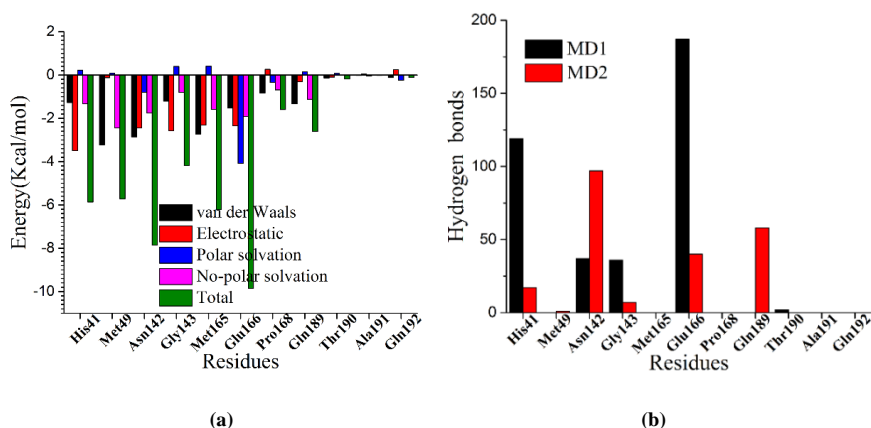 2
0
-2
-4
-6
-8
-10
Energy(Kcal/mol)
van der Waals
Electrostatic
Polar solvation
No-polar solvation
Total
His41
Met49
Asn142
Gly143
Met165
Glu166
Pro168
Gln189
Thr190
Ala191
Gln192
Residues
(a)
200
150
100
50
0
Hydrogen bonds
MD1
MD2
His41
Met49
Asn142
Gly143
Met165
Glu166
Pro168
Gln189
Thr190
Ala191
Gln192
Residues
(b)